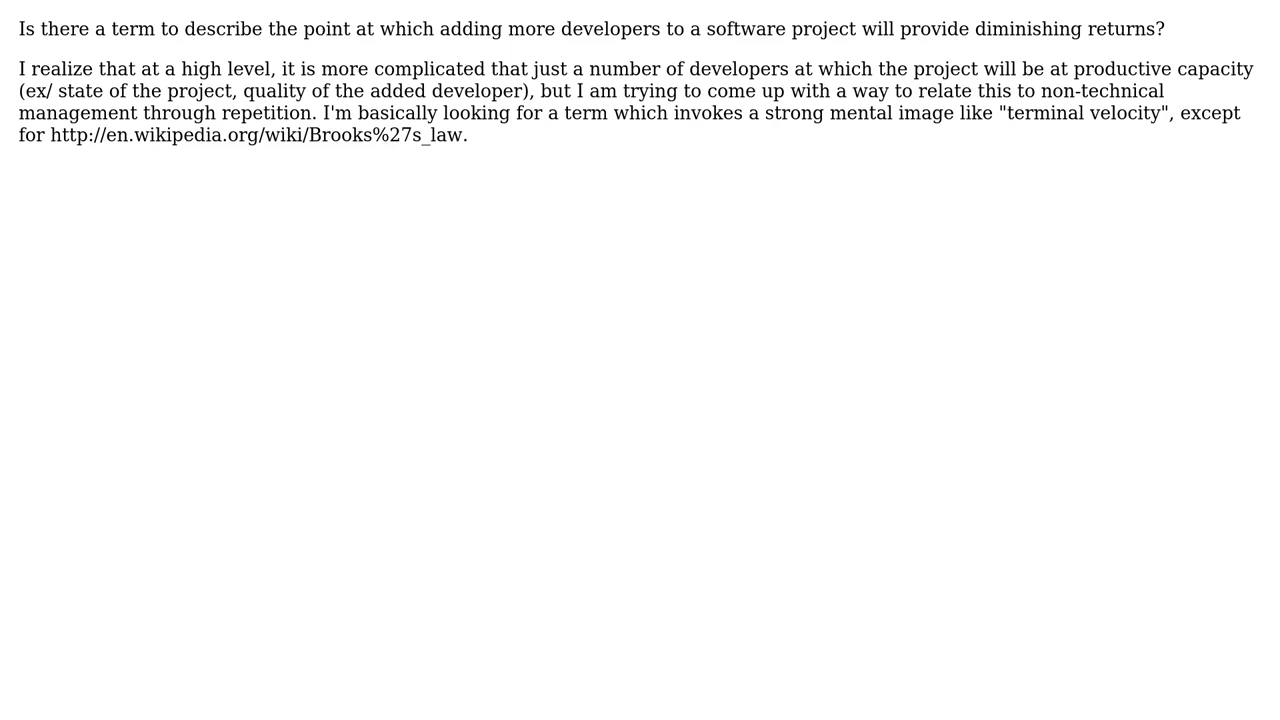 Is there a term to describe the point at which adding more developers to a software project will provide diminishing returns?
I realize that at a high level, it is more complicated that just a number of developers at which the project will be at productive capacity
(ex/ state of the project, quality of the added developer), but I am trying to come up with a way to relate this to non-technical
management through repetition. I'm basically looking for a term which invokes a strong mental image like "terminal velocity", except
for http://en.wikipedia.org/wiki/Brooks%27s_law.